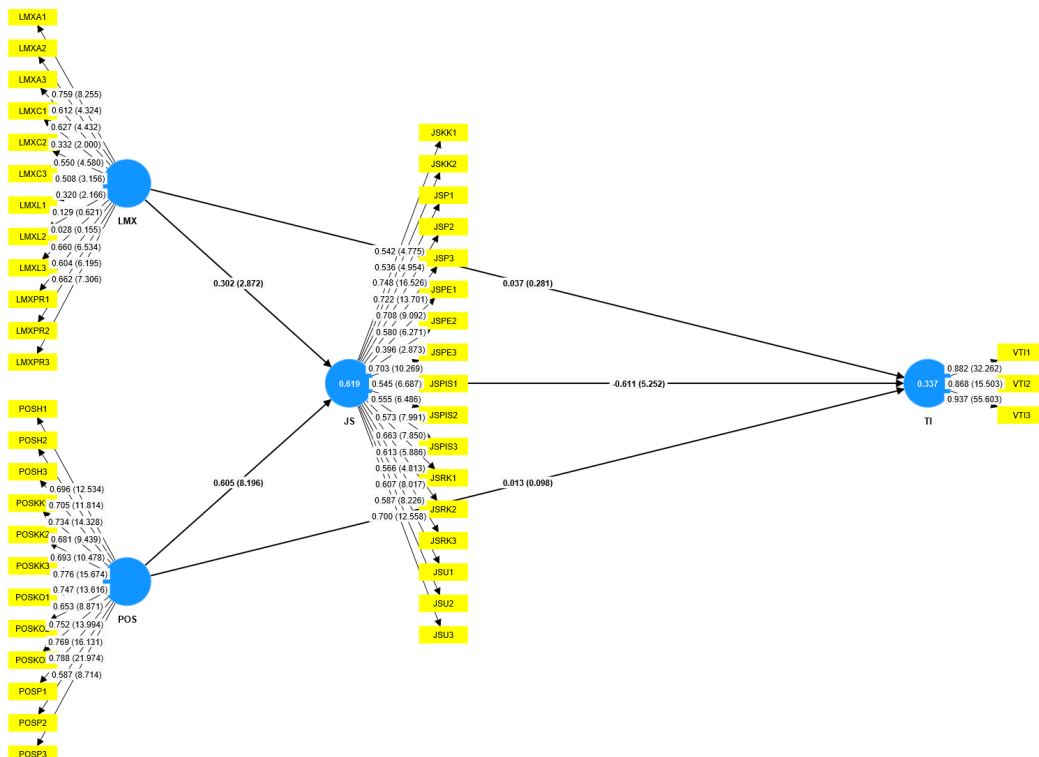 LMXA1
LMXA2
LMXA3
LMXC1
LMXC2
LMXC3
LMXL1
LMXL2
LMXL3
LMXPR1
LMXPR2
LMXPR3
0.759 (8.255)
0.612 (4.324)
0.627 (4.432)
0.332 (2.000)
0.550 (4.580)
0.508 (3.156)
0.320 (2.166)
0.129 (0.621)
0.028 (0.155)
0.660 (6.534)
0.604 (6.195)
0.662 (7.306)
LMX
POSH1
POSH2
POSH3
POSKK
POSKK2
POSKK3
POSKO1
POSKO
POSKO
POSP1
POSP2
POSP3
0.696 (12.534)
0.705 (11.814)
0.734 (14.328)
0.681 (9.439)
0.693 (10.478)
0.776 (15.674)
0.747 (13.616)
0.653 (8.871)
0.752 (13.994)
0.769 (16.131)
0.788 (21.974)
0.587 (8.714)
POS
0.302 (2.872)
0.605 (8.196)
0.619
JS
JSKK1
JSKK2
JSP1
JSP2
JSP3
JSPE1
JSPE2
JSPE3
JSPIS1
JSPIS2
JSPIS3
JSRK1
JSRK2
JSRK3
JSU1
JSU2
JSU3
0.542 (4.775)
0.536 (4.954)
0.748 (16.526)
0.722 (13.701)
0.708 (9.092)
0.580 (6.271)
0.396 (2.873)
0.703 (10.269)
0.545 (6.687)
0.555 (6.486)
0.573 (7.991)
0.663 (7.850)
0.613 (5.886)
0.566 (4.813)
0.607 (8.017)
0.587 (8.226)
0.700 (12.558)
0.037 (0.281)
-0.611 (5.252)
0.013 (0.098)
0.337
TI
0.882 (32.262)
0.868 (15.503)
0.937 (55.603)
VTI1
VTI2
VTI3